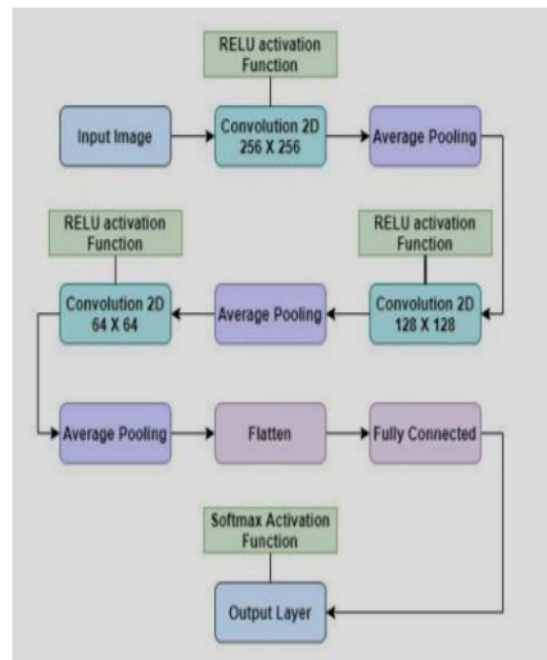 RELU activation
Function
Input Image
Convolution 2D
256 X 256
Average Pooling
RELU activation
Function
RELU activation
Function
Convolution 2D
64 X 64
Average Pooling
Convolution 2D
128 X 128
Average Pooling
Flatten
Fully Connected
Softmax Activation
Function
Output Layer